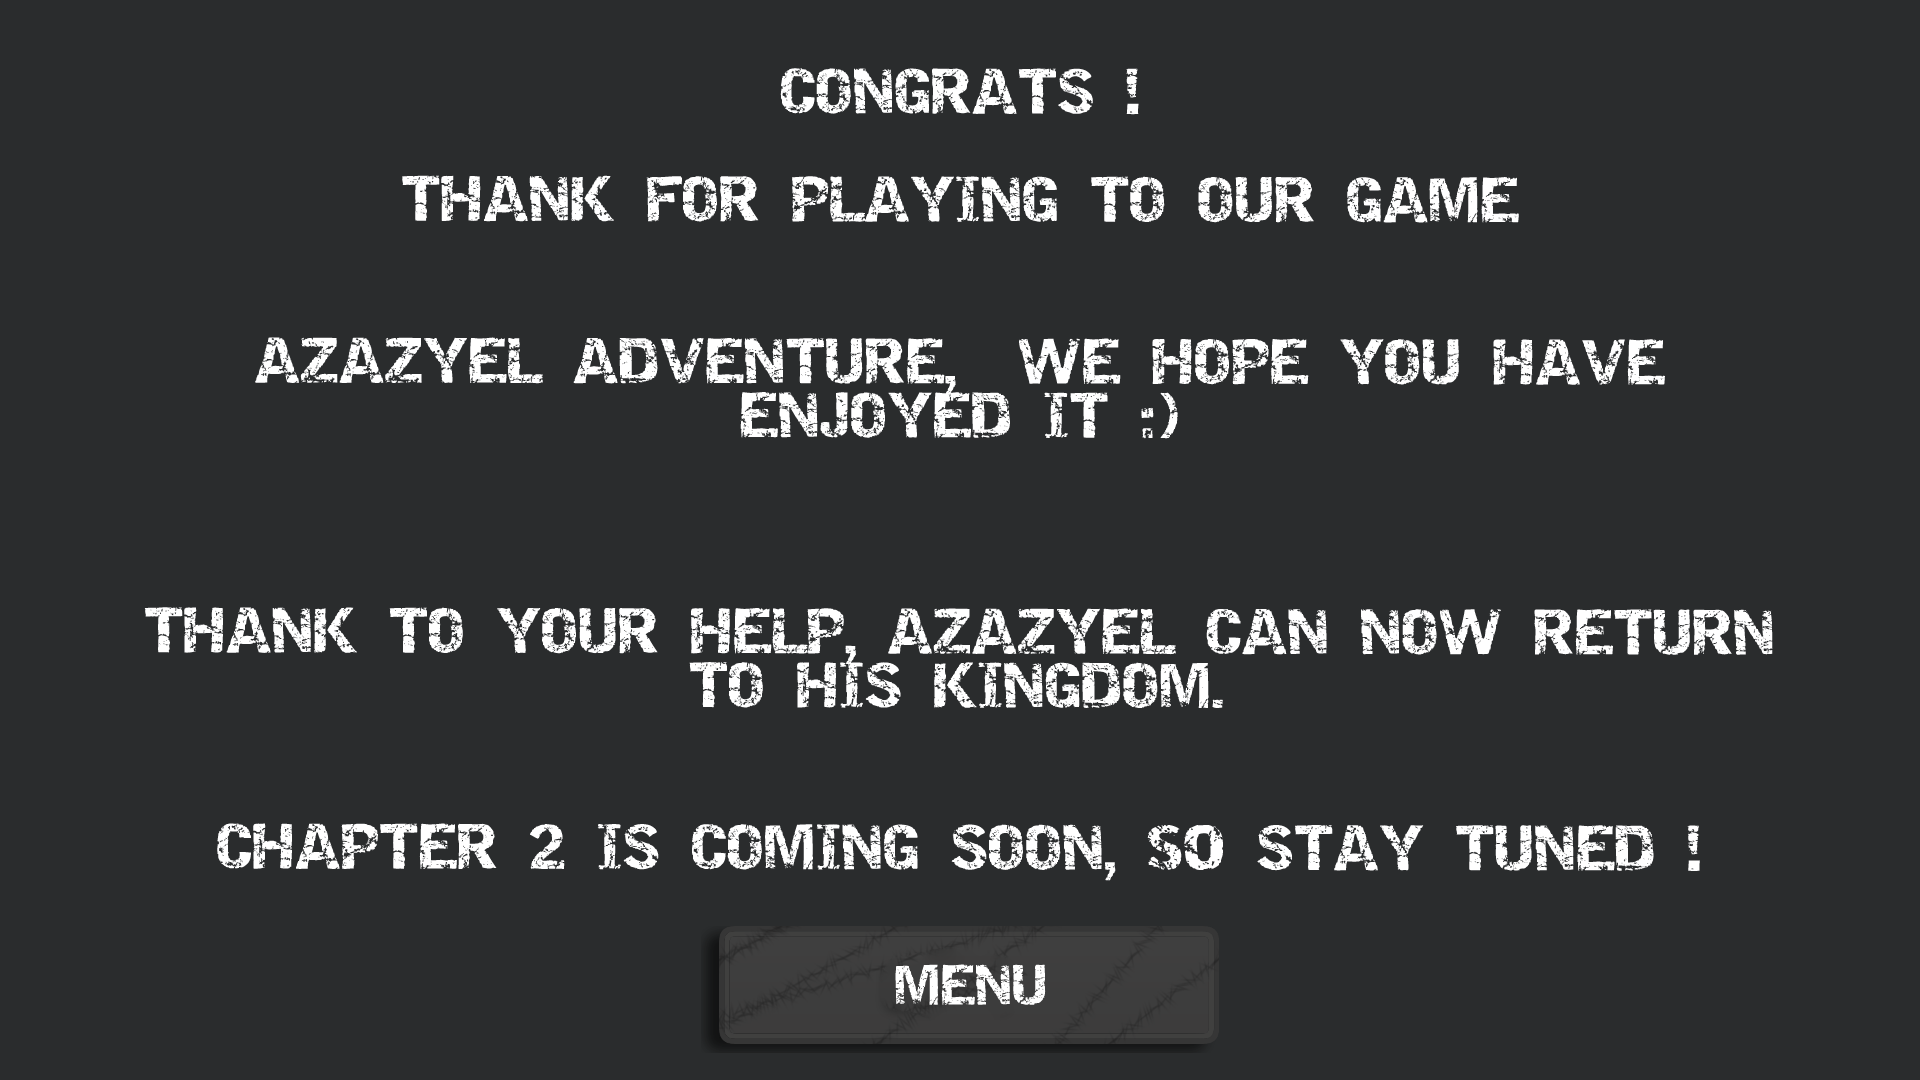 CONGRATS !
THANK FOR PLAYING TO OUR GAME
AZAZYEL ADVENTURE,  WE HOPE YOU HAVE
ENJOYED IT :)
THANK TO YOUR HELP, AZAZYEL CAN NOW RETURN
TO HIS KINGDOM.
CHAPTER 2 IS COMING SOON, SO STAY TUNED !
MENU